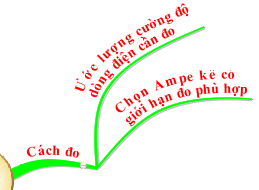 Ước lượng cường độ
dòng điện cần đo
Chọn Ampe kế có
giới hạn đo phù hợp
Cách đo